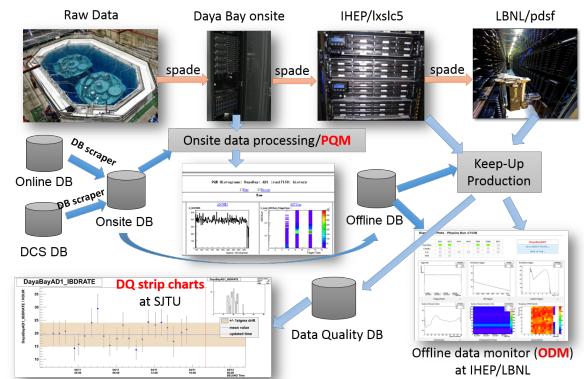 Raw Data
Daya Bay onsite
IHEP/lxslc5
LBNL/pdsf
spade
spade
spade
DB scraper
Onsite data processing/PQM
Online DB
DB scraper
Onsite DB
DCS DB
Offline DB
Keep-Up
Production
DayaBayAD1_IBDRATE
DQ strip charts
at SJTU
+/- 1sigma drift
mean value
updated time
Data Quality DB
Offline data monitor (ODM)
at IHEP/LBNL